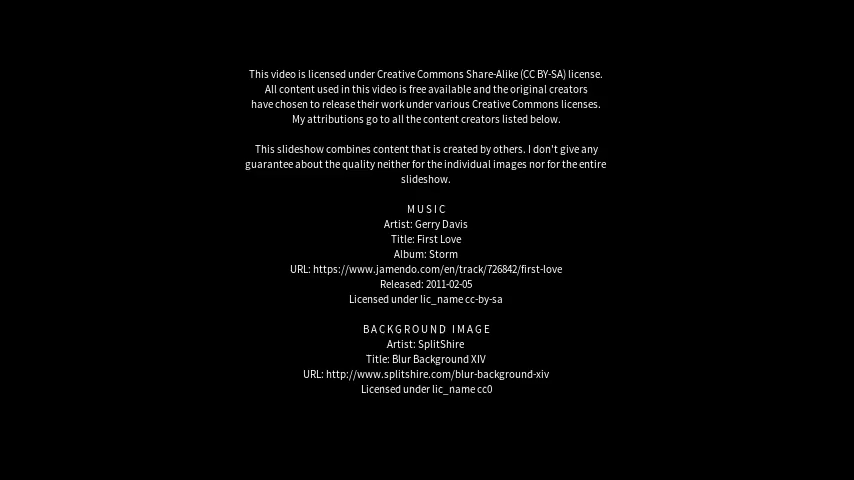 This video is licensed under Creative Commons Share-Alike (CC BY-SA) license.
All content used in this video is free available and the original creators
have chosen to release their work under various Creative Commons licenses.
My attributions go to all the content creators listed below.
This slideshow combines content that is created by others. I don't give any
guarantee about the quality neither for the individual images nor for the entire
slideshow.
MUSIC
Artist: Gerry Davis
Title: First Love
Album: Storm
URL: https://www.jamendo.com/en/track/726842/first-love
Released: 2011-02-05
Licensed under lic_name cc-by-sa
BACKGROUND IMAGE
Artist: SplitShire
Title: Blur Background XIV
URL: http://www.splitshire.com/blur-background-xiv
Licensed under lic_name cc0